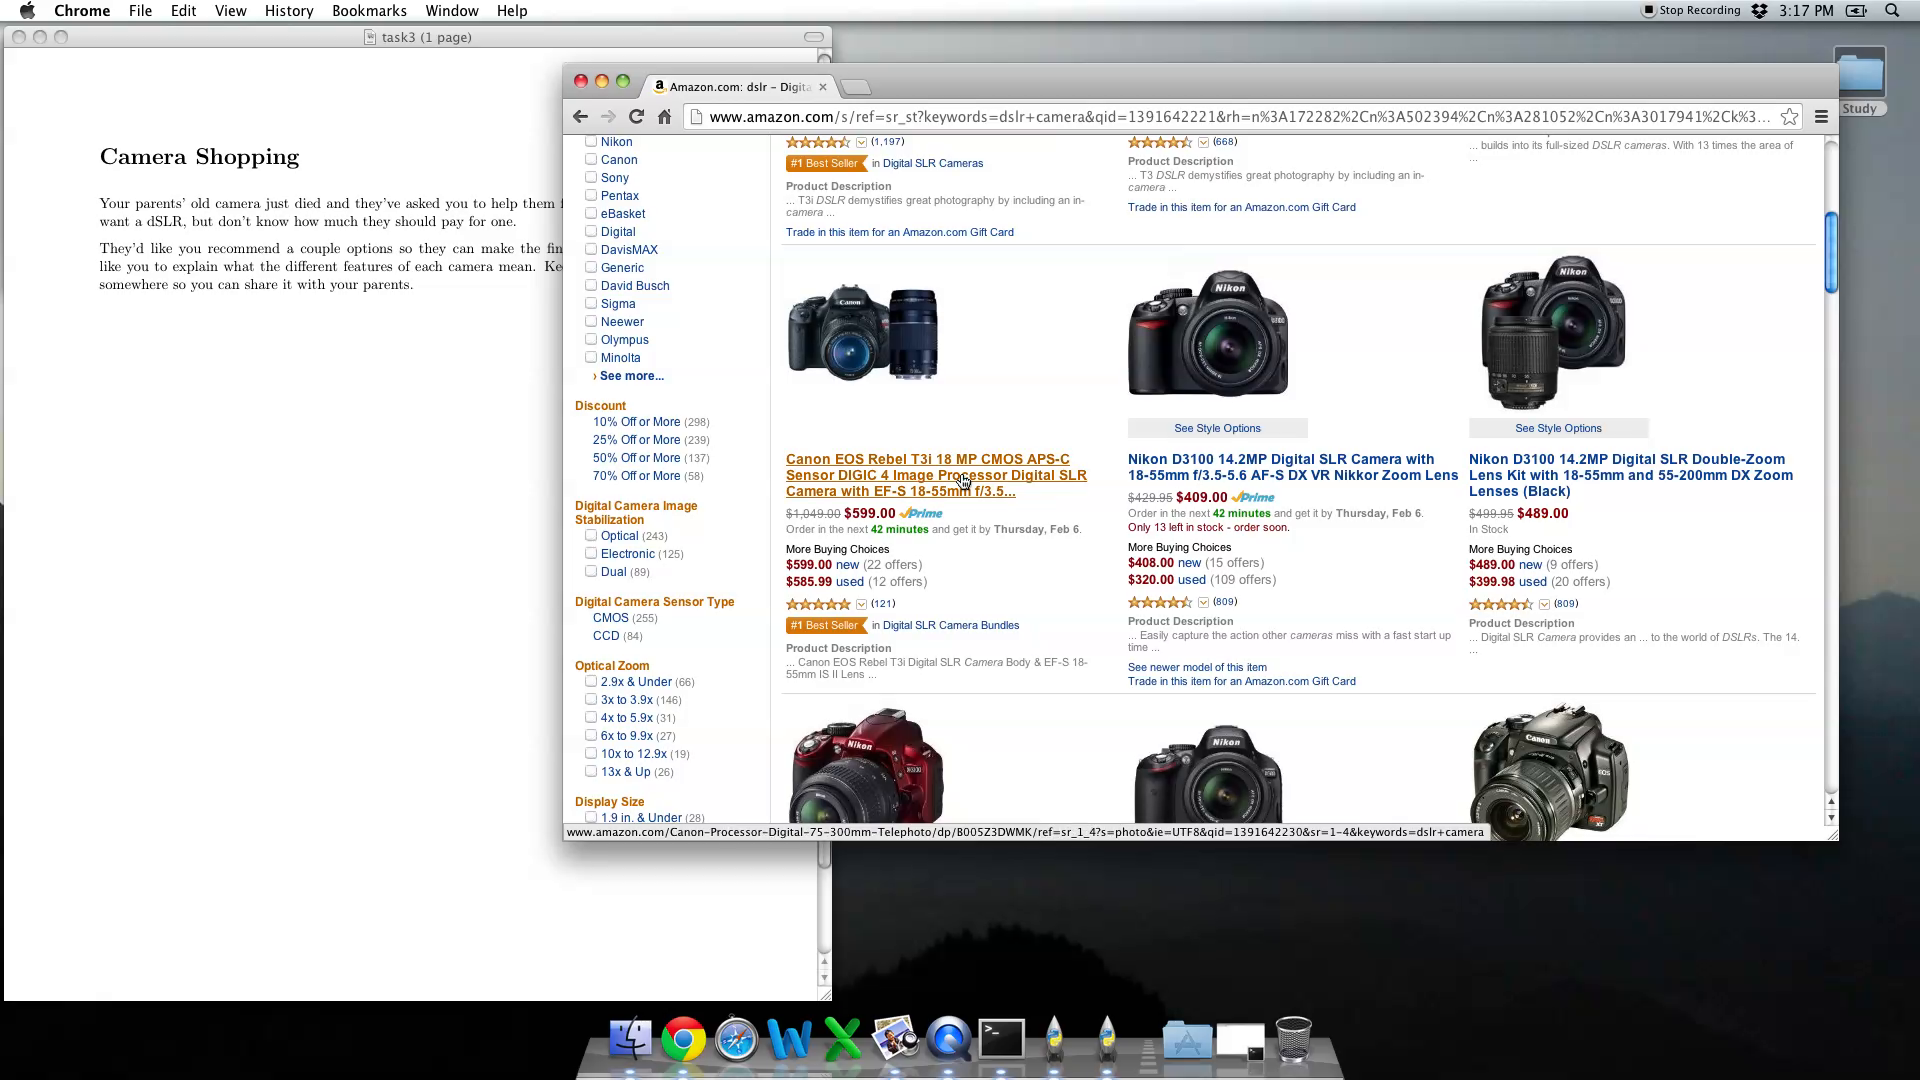 Chrome File Edit View History Bookmarks Window Help
Stop Recording 3:17 PM
task3 (1 page)
Camera Shopping
Your parents' old camera just died and they've asked you to help them
want a dSLR, but don't know how much they should pay for one.
They'd like you recommend a couple options so they can make the fin
like you to explain what the different features of each camera mean.
somewhere so you can share it with your parents.
Study
Amazon.com: dslr – Digita
www.amazon.com/s/ref=sr_st?keywords=dslr+camera&qid=1391642221&rh=n%3A172282%2Cn%3A502394%2Cn%3A281052%2Cn%3A3017941%2Ck%3...
Nikon
Canon
Sony
Pentax
eBasket
Digital
DavisMAX
Generic
David Busch
Sigma
Neewer
Olympus
Minolta
› See more...
Discount
10% Off or More (298)
25% Off or More (239)
50% Off or More (137)
70% Off or More (58)
Digital Camera Image
Stabilization
Optical (243)
Electronic (125)
Dual (89)
Digital Camera Sensor Type
CMOS (255)
CCD (84)
Optical Zoom
2.9x & Under (66)
3x to 3.9x (146)
4x to 5.9x (31)
6x to 9.9x (27)
10x to 12.9x (19)
13x & Up (26)
Display Size
1.9 in. & Under (28)
(1,197)
#1 Best Seller in Digital SLR Cameras
Product Description
... T3i DSLR demystifies great photography by including an in-
camera ...
Trade in this item for an Amazon.com Gift Card
(668)
Product Description
... T3 DSLR demystifies great photography by including an in-
camera ...
Trade in this item for an Amazon.com Gift Card
... builds into its full-sized DSLR cameras. With 13 times the area of
...
Canon
Canon EOS Rebel T3i 18 MP CMOS APS-C
Sensor DIGIC 4 Image Processor Digital SLR
Camera with EF-S 18-55mm f/3.5...
$1,049.00 $599.00 Prime
Order in the next 42 minutes and get it by Thursday, Feb 6.
More Buying Choices
$599.00 new (22 offers)
$585.99 used (12 offers)
(121)
#1 Best Seller in Digital SLR Camera Bundles
Product Description
... Canon EOS Rebel T3i Digital SLR Camera Body & EF-S 18-
55mm IS II Lens ...
Nikon
See Style Options
Nikon D3100 14.2MP Digital SLR Camera with
18-55mm f/3.5-5.6 AF-S DX VR Nikkor Zoom Lens
$429.95 $409.00 Prime
Order in the next 42 minutes and get it by Thursday, Feb 6.
Only 13 left in stock - order soon.
More Buying Choices
$408.00 new (15 offers)
$320.00 used (109 offers)
(809)
Product Description
... Easily capture the action other cameras miss with a fast start up
time ...
See newer model of this item
Trade in this item for an Amazon.com Gift Card
Nikon
See Style Options
Nikon D3100 14.2MP Digital SLR Double-Zoom
Lens Kit with 18-55mm and 55-200mm DX Zoom
Lenses (Black)
$499.95 $489.00
In Stock
More Buying Choices
$489.00 new (9 offers)
$399.98 used (20 offers)
(809)
Product Description
... Digital SLR Camera provides an ... to the world of DSLRs. The 14.
...
Nikon
Nikon
Canon
EOS
www.amazon.com/Canon-Processor-Digital-75-300mm-Telephoto/dp/B005Z3DWMK/ref=sr_1_4?s=photo&ie=UTF8&qid=1391642230&sr=1-4&keywords=dslr+camera